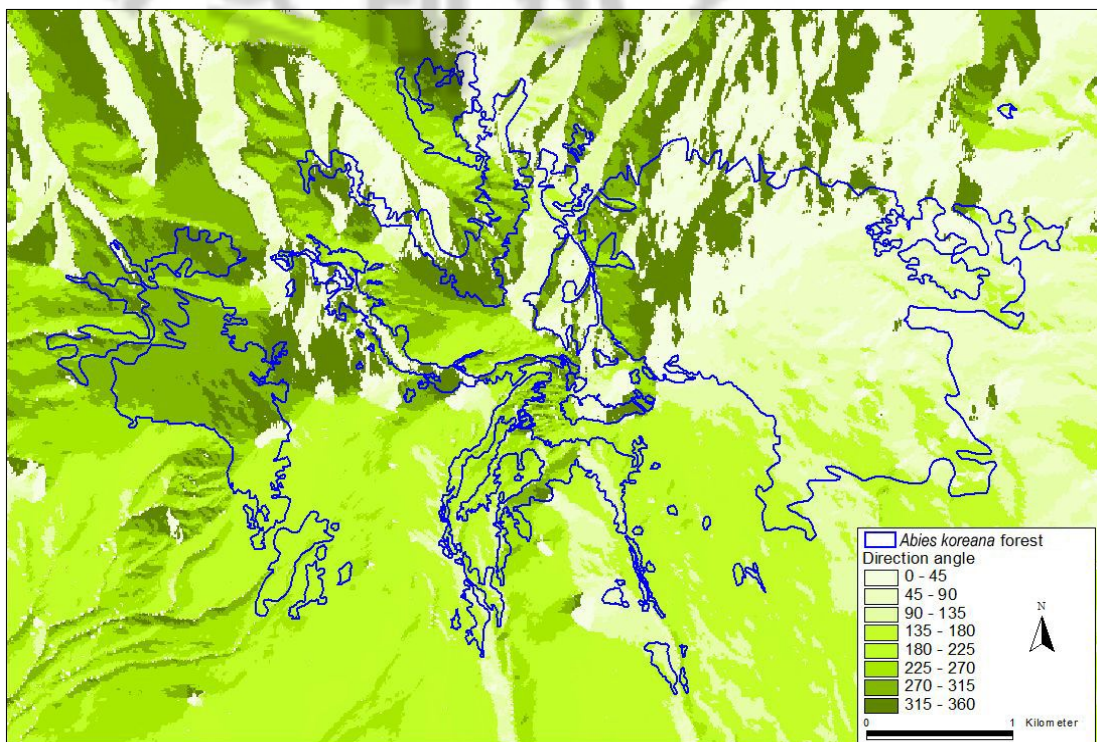 Abies koreana forest
Direction angle
0 - 45
45 - 90
90 - 135
135 - 180
180 - 225
225 - 270
270 - 315
315 - 360
N
0 1 Kilometer